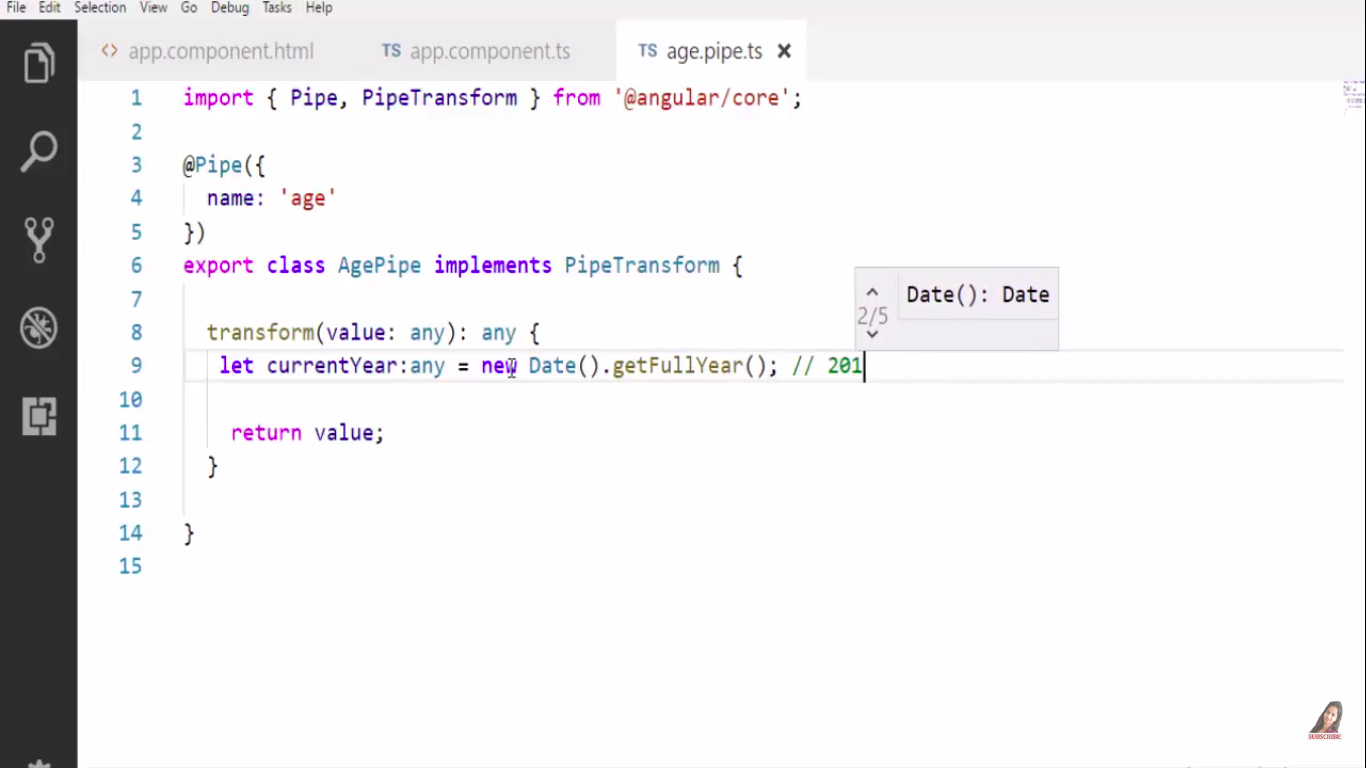 File Edit Selection View Go Debug Tasks Help
<> app.component.html TS app.component.ts TS age.pipe.ts ×
1 import { Pipe, PipeTransform } from '@angular/core';
2
3 @Pipe({
4 name: 'age'
5 })
6 export class AgePipe implements PipeTransform {
Date(): Date
2/5
7
8 transform(value: any): any {
9 let currentYear:any = new Date().getFullYear(); // 201
10
11 return value;
12 }
13
14 }
15
SUBSCRIBE